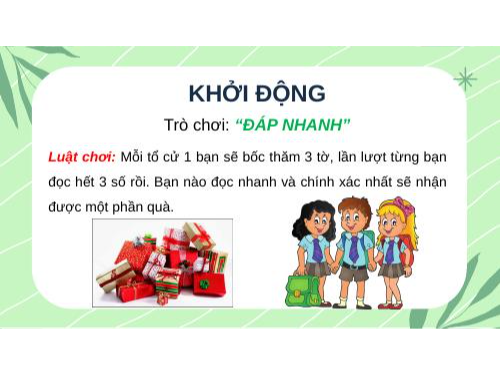 KHỞI ĐỘNG
Trò chơi: “ĐÁP NHANH”
Luật chơi: Mỗi tổ cử 1 bạn sẽ bốc thăm 3 tờ, lần lượt từng bạn
đọc hết 3 số rồi. Bạn nào đọc nhanh và chính xác nhất sẽ nhận
được một phần quà.